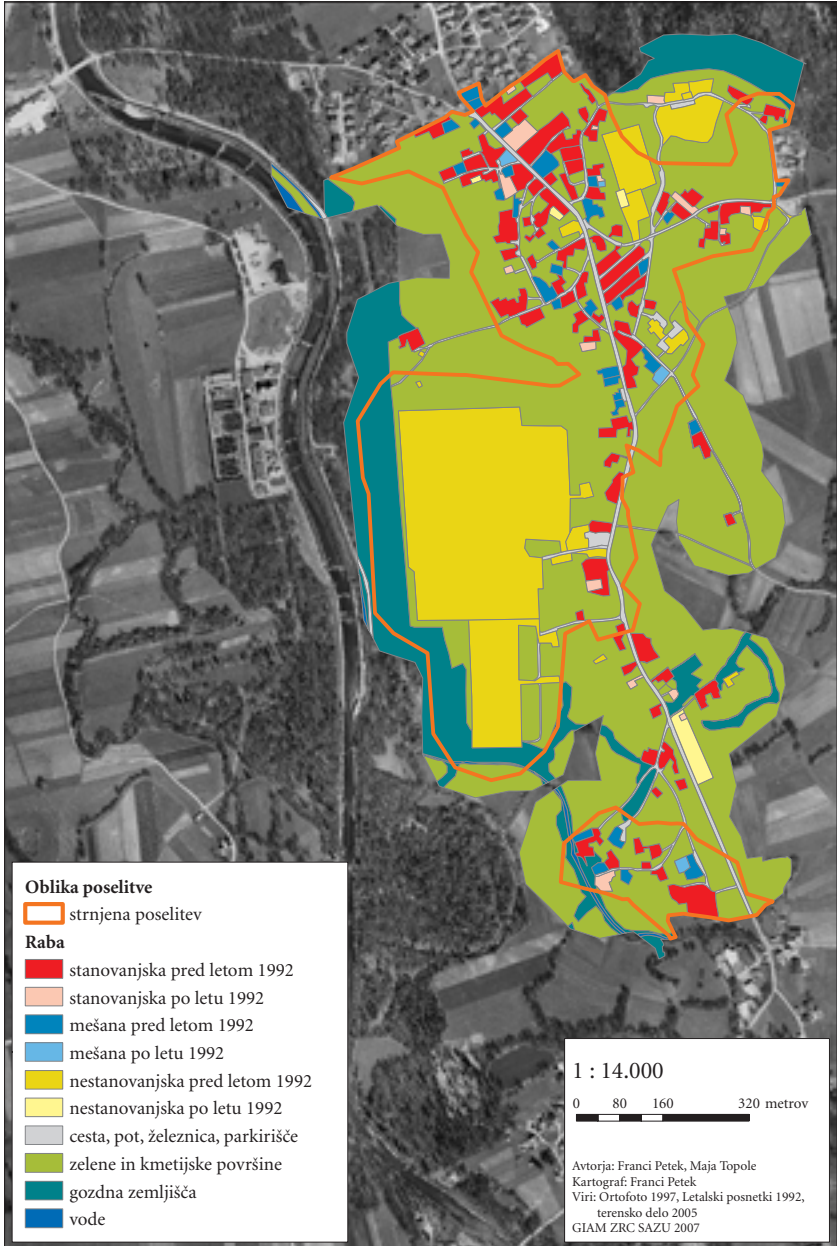 Oblika poselitve
strnjena poselitev
Raba
stanovanjska pred letom 1992
stanovanjska po letu 1992
mešana pred letom 1992
mešana po letu 1992
nestanovanjska pred letom 1992
nestanovanjska po letu 1992
cesta, pot, železnica, parkirišče
zelene in kmetijske površine
gozdna zemljišča
vode
1 : 14.000
0 80 160 320 metrov
Avtorja: Franci Petek, Maja Topole
Kartograf: Franci Petek
Viri: Ortofoto 1997, Letalski posnetki 1992,
terensko delo 2005
GIAM ZRC SAZU 2007